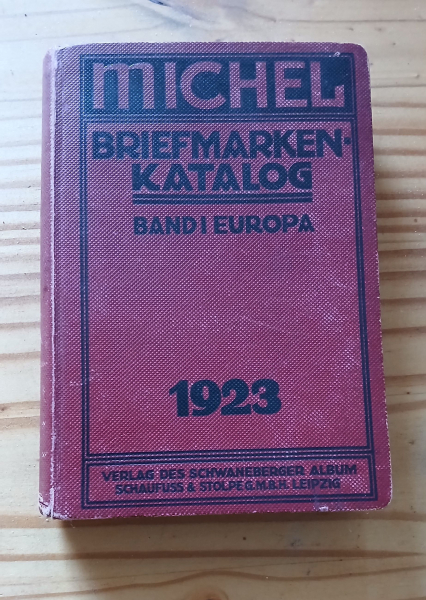 MICHEL
BRIEFMARKEN-
KATALOG
BAND I EUROPA
1923
VERLAG DES SCHWANEBERGER ALBUM
SCHAUFUSS & STOLPE G.M.B.H. LEIPZIG